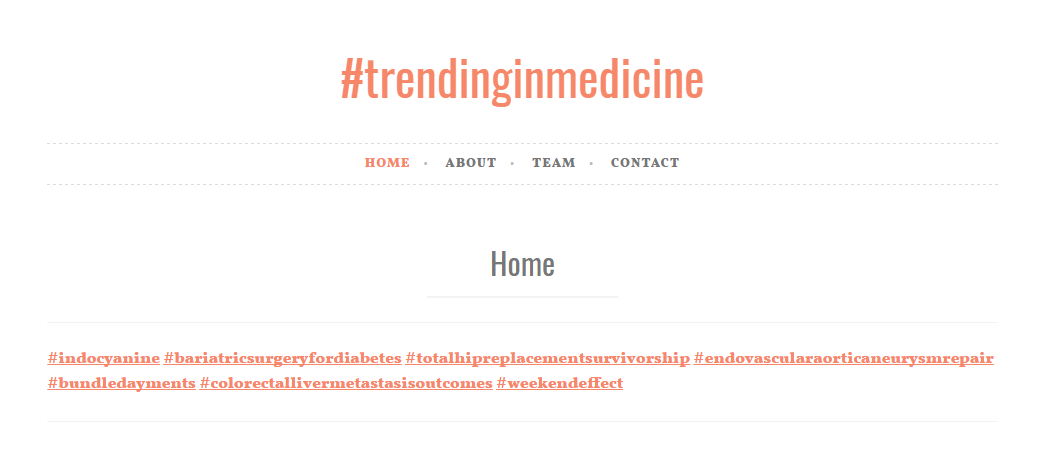 #trendinginmedicine
HOME · ABOUT · TEAM · CONTACT
Home
#indocyanine #bariatricsurgeryfordiabetes #totalhipreplacementsurvivorship #endovascularaorticaneurysmrepair
#bundledayments #colorectallivermetastasisoutcomes #weekendeffect